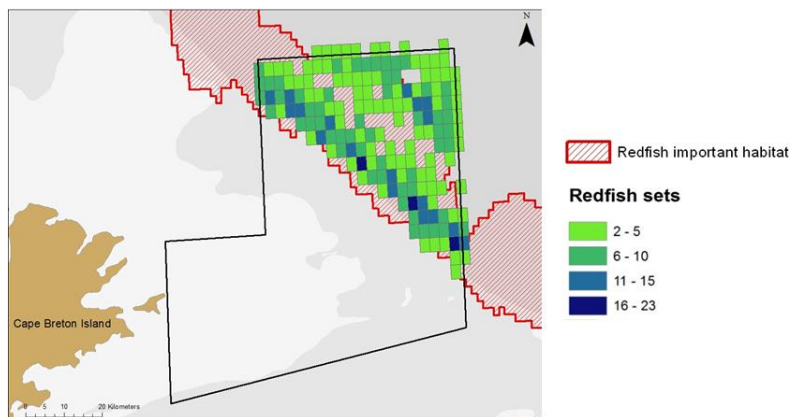 N
Redfish important habitat
Redfish sets
2 - 5
6 - 10
11 - 15
16 - 23
Cape Breton Island
0 5 10 20 Kilometers